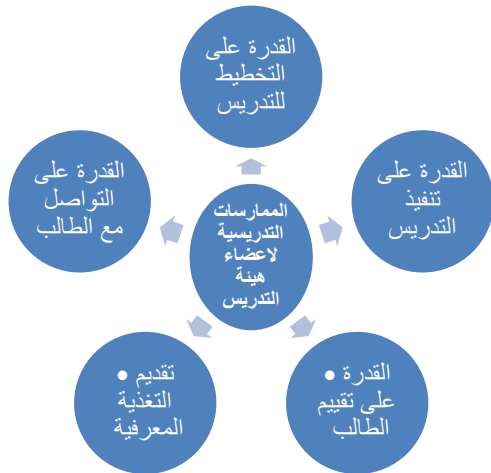 القدرة على
التخطيط
للتدريس
القدرة على
تنفيذ
التدريس
القدرة على
التواصل
مع الطالب
الممارسات
التدريسية
لاعضاء
هيئة
التدريس
• القدرة
على تقييم
الطالب
• تقديم
التغذية
المعرفية